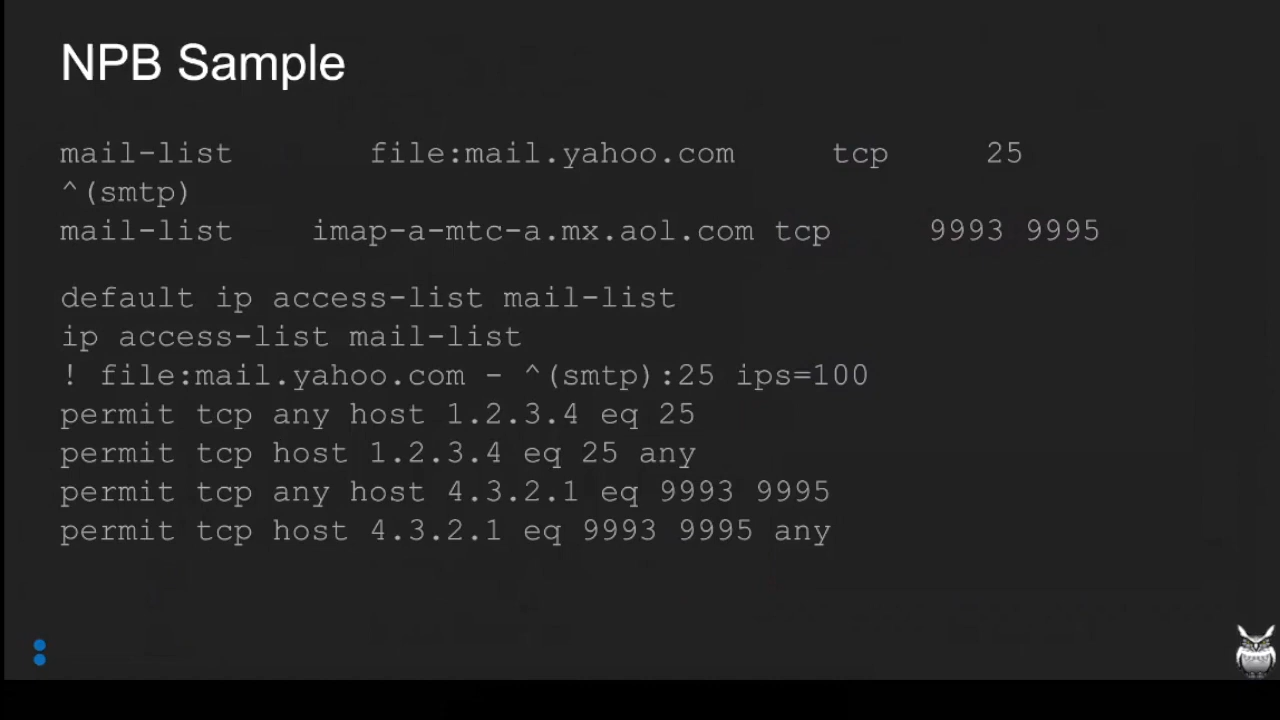 NPB Sample
mail-list file:mail.yahoo.com tcp 25
^(smtp)
mail-list imap-a-mtc-a.mx.aol.com tcp 9993 9995
default ip access-list mail-list
ip access-list mail-list
! file:mail.yahoo.com - ^(smtp):25 ips=100
permit tcp any host 1.2.3.4 eq 25
permit tcp host 1.2.3.4 eq 25 any
permit tcp any host 4.3.2.1 eq 9993 9995
permit tcp host 4.3.2.1 eq 9993 9995 any